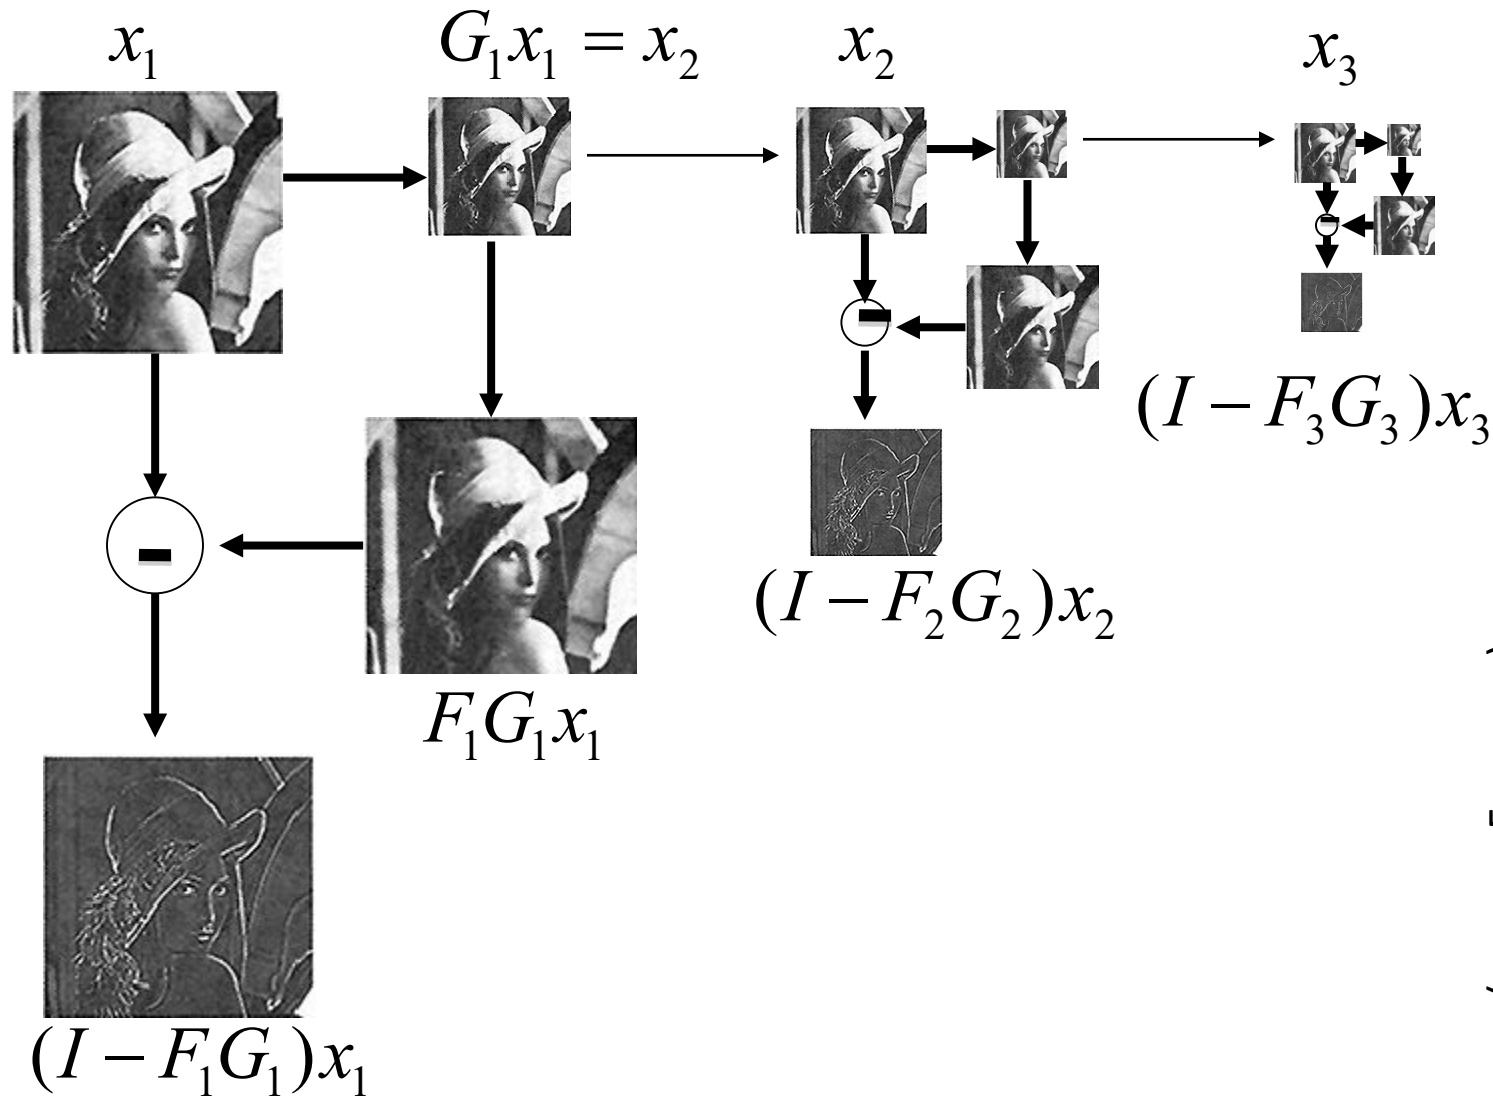 x₁
G₁x₁ = x₂
x₂
x₃
(I − F₃G₃)x₃
(I − F₂G₂)x₂
F₁G₁x₁
(I − F₁G₁)x₁